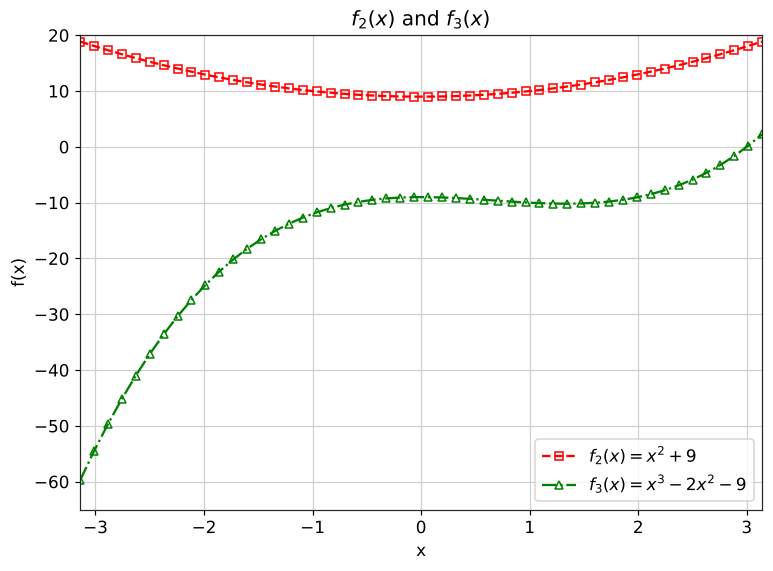 f₂(x) and f₃(x)
f(x)
20
10
0
−10
−20
−30
−40
−50
−60
f₂(x) = x² + 9
f₃(x) = x³ − 2x² − 9
−3 −2 −1 0 1 2 3
x